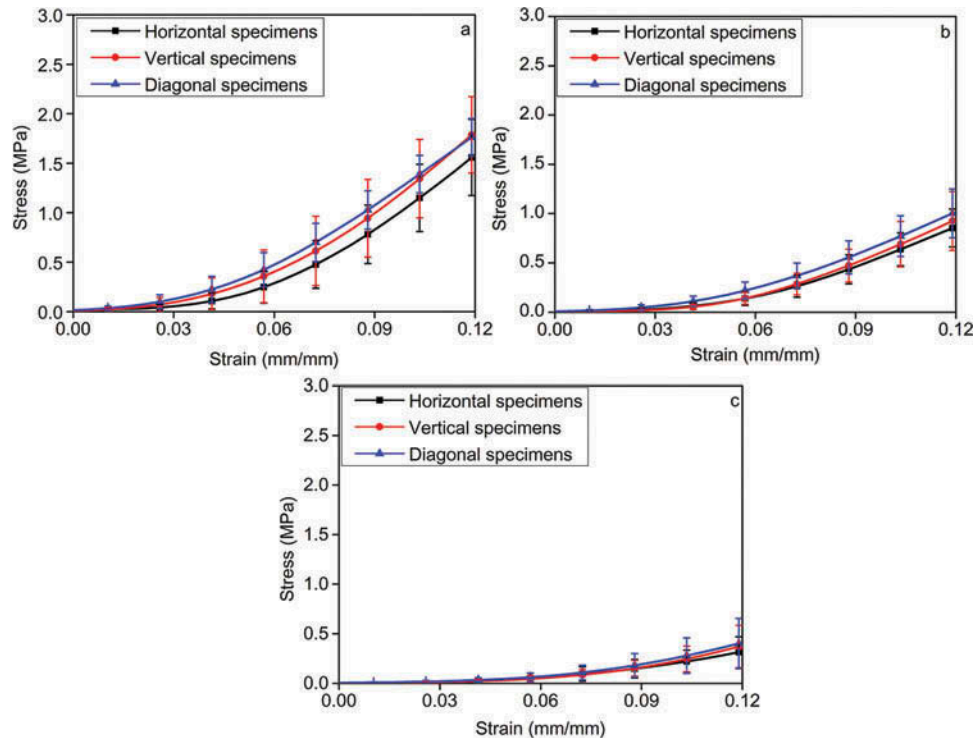 3.0
2.5
2.0
1.5
1.0
0.5
0.0
Stress (MPa)
Horizontal specimens
Vertical specimens
Diagonal specimens
a
0.00 0.03 0.06 0.09 0.12
Strain (mm/mm)
3.0
2.5
2.0
1.5
1.0
0.5
0.0
Stress (MPa)
Horizontal specimens
Vertical specimens
Diagonal specimens
b
0.00 0.03 0.06 0.09 0.12
Strain (mm/mm)
3.0
2.5
2.0
1.5
1.0
0.5
0.0
Stress (MPa)
Horizontal specimens
Vertical specimens
Diagonal specimens
c
0.00 0.03 0.06 0.09 0.12
Strain (mm/mm)